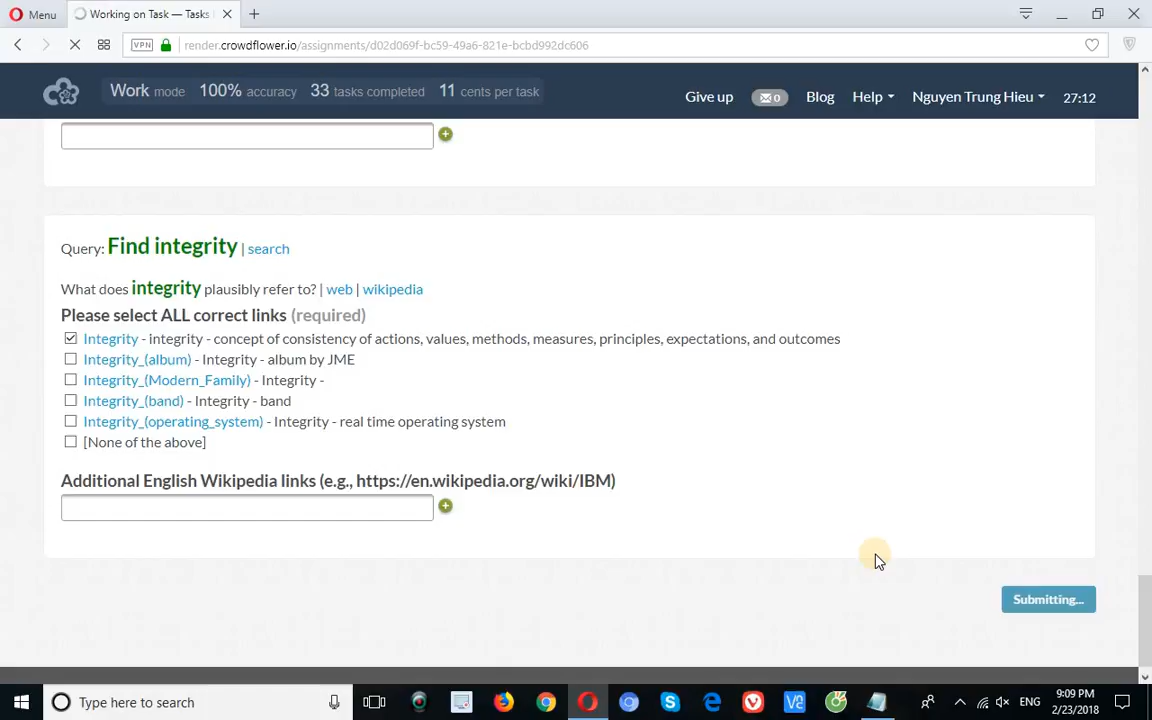 Menu
Working on Task — Tasks
VPN
render.crowdflower.io/assignments/d02d069f-bc59-49a6-821e-bcbd992dc606
Work mode 100% accuracy 33 tasks completed 11 cents per task
Give up
0
Blog
Help
Nguyen Trung Hieu
27:12
Query: Find integrity | search
What does integrity plausibly refer to? | web | wikipedia
Please select ALL correct links (required)
Integrity - integrity - concept of consistency of actions, values, methods, measures, principles, expectations, and outcomes
Integrity_(album) - Integrity - album by JME
Integrity_(Modern_Family) - Integrity -
Integrity_(band) - Integrity - band
Integrity_(operating_system) - Integrity - real time operating system
[None of the above]
Additional English Wikipedia links (e.g., https://en.wikipedia.org/wiki/IBM)
Submitting...
Type here to search
ENG
9:09 PM
2/23/2018